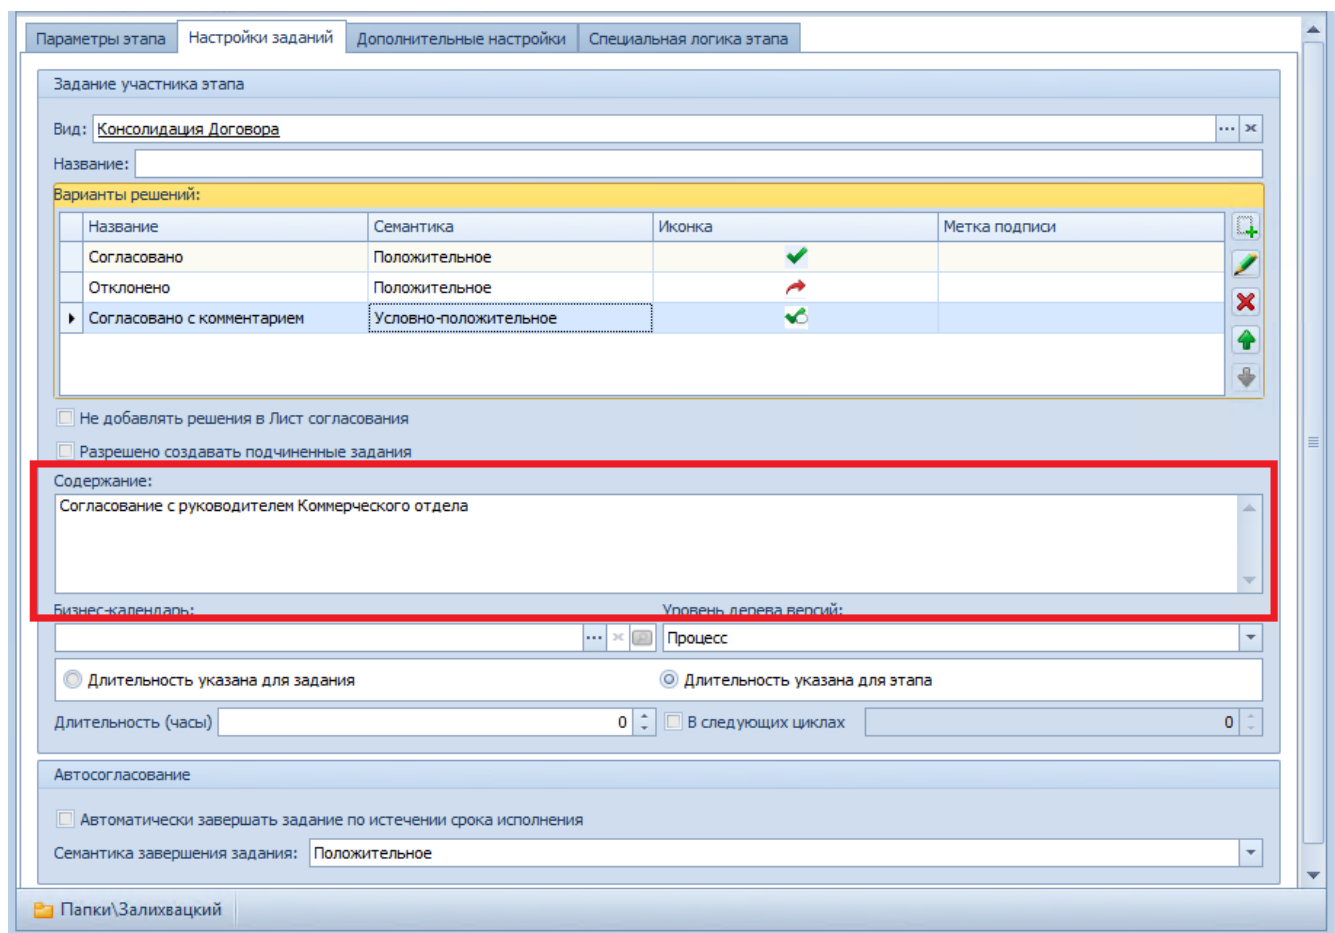 Параметры этапа Настройки заданий Дополнительные настройки Специальная логика этапа
Задание участника этапа
Вид: Консолидация Договора
Название:
Варианты решений:
Название Семантика Иконка Метка подписи
Согласовано Положительное
Отклонено Положительное
Согласовано с комментарием Условно-положительное
Не добавлять решения в Лист согласования
Разрешено создавать подчиненные задания
Содержание:
Согласование с руководителем Коммерческого отдела
Бизнес-календарь: Уровень дерева версий:
Процесс
Длительность указана для задания Длительность указана для этапа
Длительность (часы) 0 В следующих циклах 0
Автосогласование
Автоматически завершать задание по истечении срока исполнения
Семантика завершения задания: Положительное
Папки\Залихвацкий